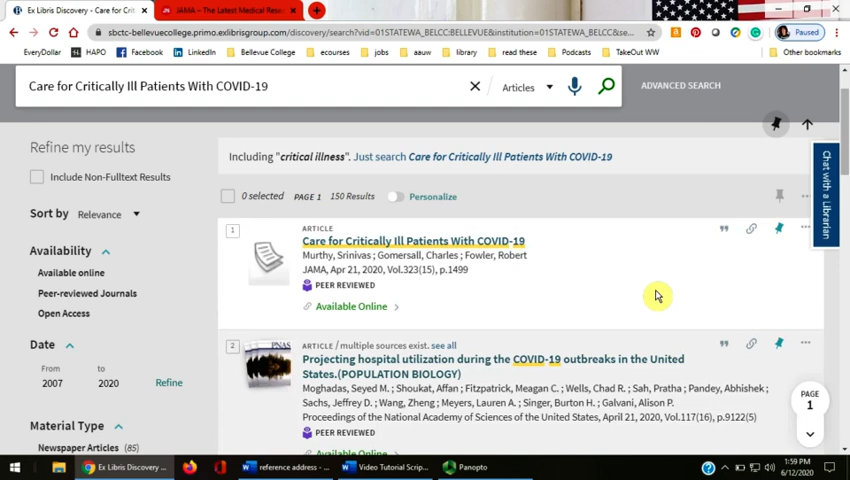 Ex Libris Discovery - Care for Crit
JAMA – The Latest Medical Rese
sbctc-bellevuecollege.primo.exlibrisgroup.com/discovery/search?vid=01STATEWA_BELCC:BELLEVUE&institution=01STATEWA_BELCC&se...
Paused
EveryDollar
HAPO
Facebook
LinkedIn
Bellevue College
ecourses
jobs
aauw
library
read these
Podcasts
TakeOut WW
Other bookmarks
Care for Critically Ill Patients With COVID-19
Articles
ADVANCED SEARCH
Refine my results
Include Non-Fulltext Results
Sort by Relevance
Availability
Available online
Peer-reviewed Journals
Open Access
Date
From
to
2007
2020
Refine
Material Type
Newspaper Articles (85)
Including "critical illness". Just search Care for Critically Ill Patients With COVID-19
0 selected PAGE 1 150 Results Personalize
1
ARTICLE
Care for Critically Ill Patients With COVID-19
Murthy, Srinivas ; Gomersall, Charles ; Fowler, Robert
JAMA, Apr 21, 2020, Vol.323(15), p.1499
PEER REVIEWED
Available Online
2
PNAS
ARTICLE / multiple sources exist. see all
Projecting hospital utilization during the COVID-19 outbreaks in the United
States.(POPULATION BIOLOGY)
Moghadas, Seyed M. ; Shoukat, Affan ; Fitzpatrick, Meagan C. ; Wells, Chad R. ; Sah, Pratha ; Pandey, Abhishek ;
Sachs, Jeffrey D. ; Wang, Zheng ; Meyers, Lauren A. ; Singer, Burton H. ; Galvani, Alison P.
Proceedings of the National Academy of Sciences of the United States, April 21, 2020, Vol.117(16), p.9122(5)
PEER REVIEWED
Available Online
Chat with a Librarian
PAGE
1
Ex Libris Discovery ...
reference address - ...
Video Tutorial Scrip...
Panopto
1:59 PM
6/12/2020